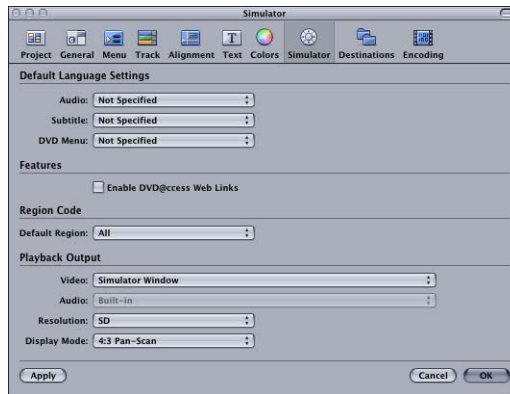 Simulator
Project General Menu Track Alignment Text Colors Simulator Destinations Encoding
Default Language Settings
Audio: Not Specified
Subtitle: Not Specified
DVD Menu: Not Specified
Features
Enable DVD@ccess Web Links
Region Code
Default Region: All
Playback Output
Video: Simulator Window
Audio: Built-in
Resolution: SD
Display Mode: 4:3 Pan-Scan
Apply Cancel OK